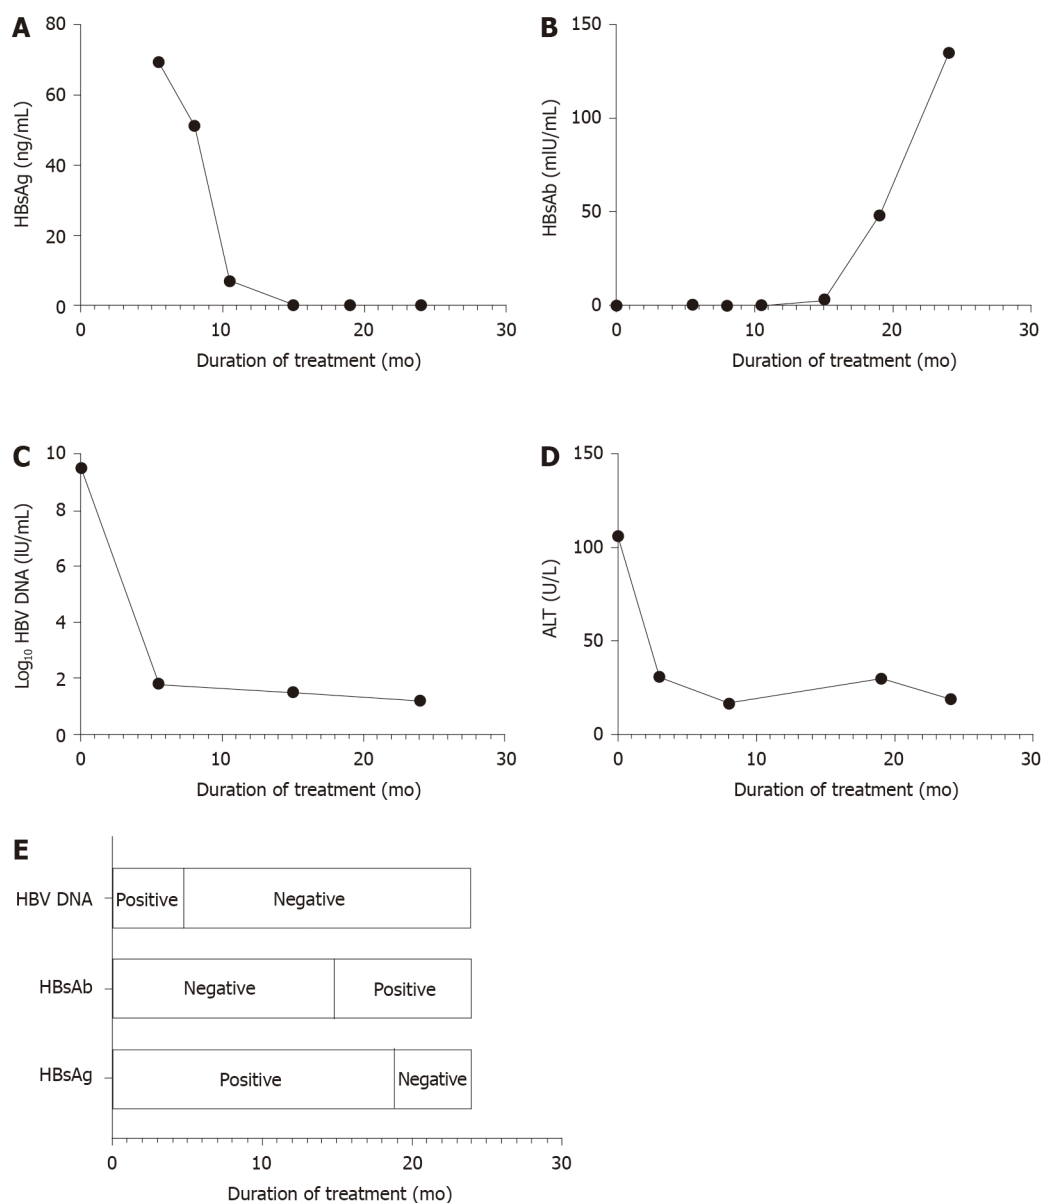 A
80
60
40
20
0
HBsAg (ng/mL)
0 10 20 30
Duration of treatment (mo)
B
150
100
50
0
HBsAb (mIU/mL)
0 10 20 30
Duration of treatment (mo)
C
10
8
6
4
2
0
Log₁₀ HBV DNA (IU/mL)
0 10 20 30
Duration of treatment (mo)
D
150
100
50
0
ALT (U/L)
0 10 20 30
Duration of treatment (mo)
E
HBV DNA Positive Negative
HBsAb Negative Positive
HBsAg Positive Negative
0 10 20 30
Duration of treatment (mo)